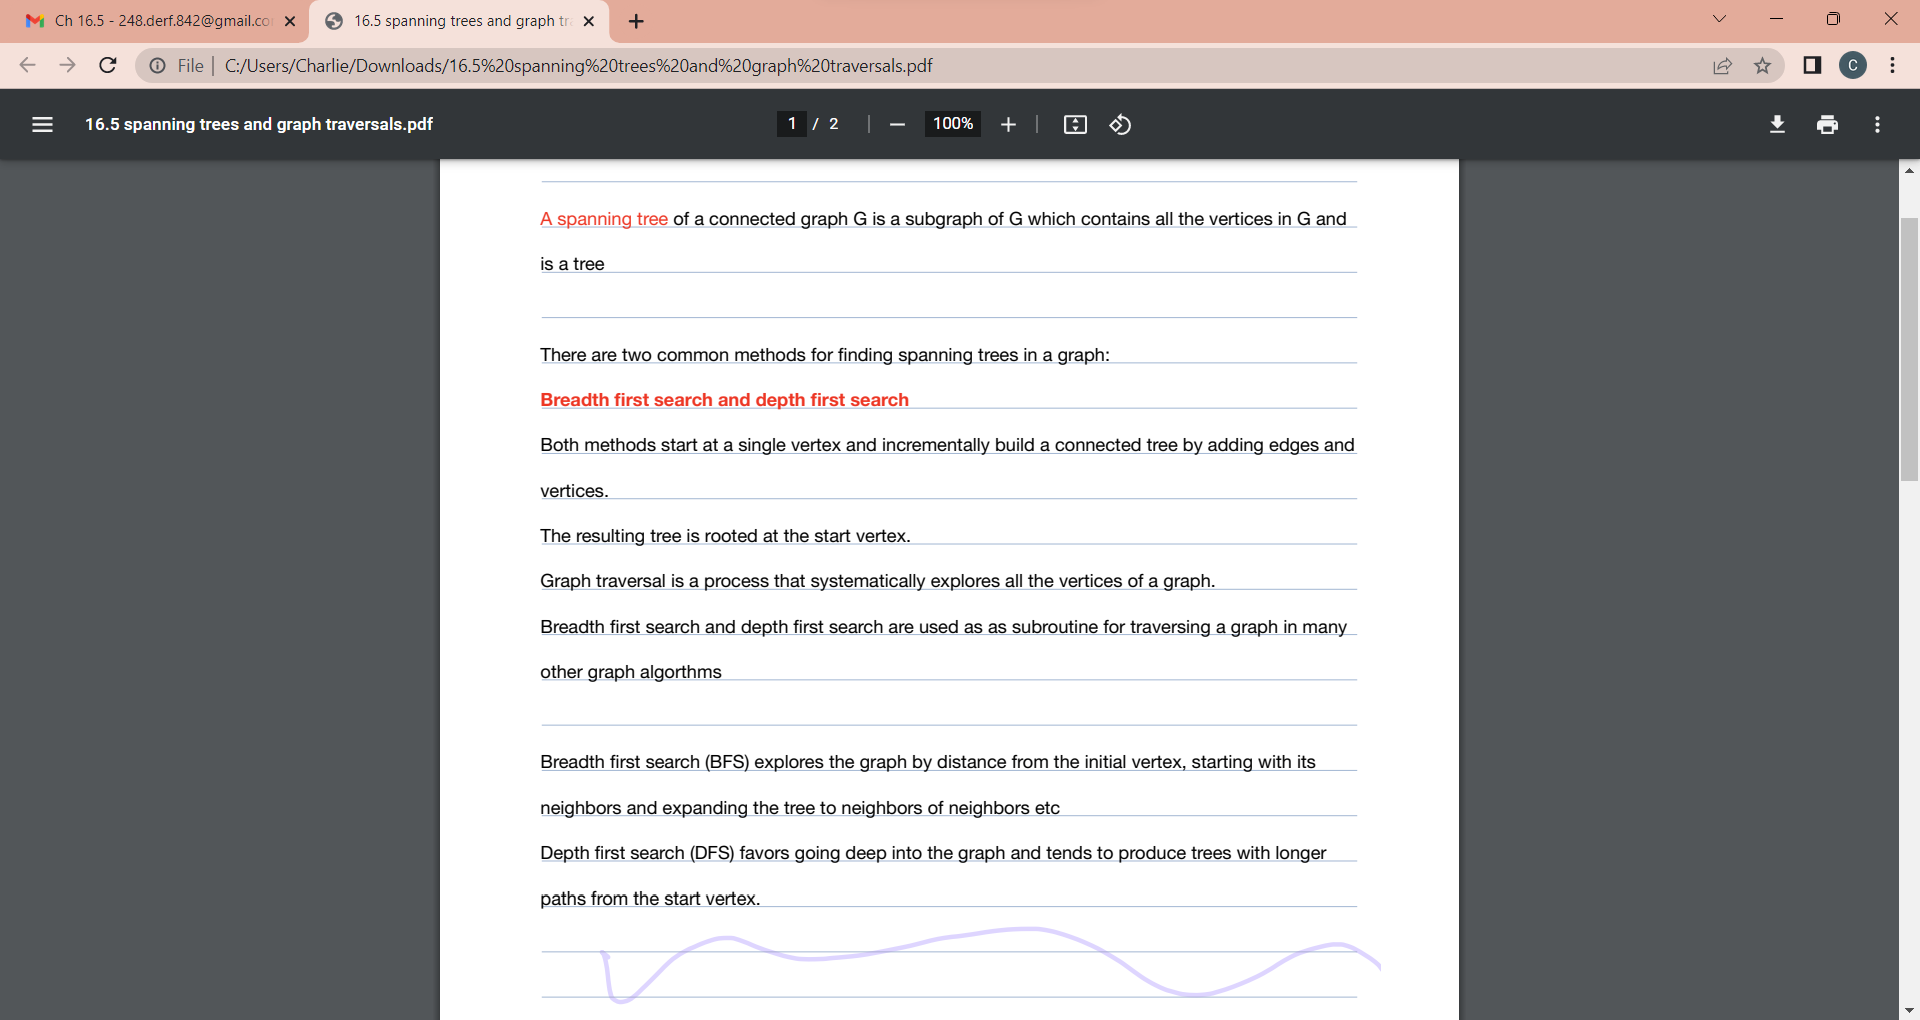 Ch 16.5 - 248.derf.842@gmail.co
16.5 spanning trees and graph tr
File
C:/Users/Charlie/Downloads/16.5%20spanning%20trees%20and%20graph%20traversals.pdf
C
16.5 spanning trees and graph traversals.pdf
1 / 2
100%
A spanning tree of a connected graph G is a subgraph of G which contains all the vertices in G and
is a tree
There are two common methods for finding spanning trees in a graph:
Breadth first search and depth first search
Both methods start at a single vertex and incrementally build a connected tree by adding edges and
vertices.
The resulting tree is rooted at the start vertex.
Graph traversal is a process that systematically explores all the vertices of a graph.
Breadth first search and depth first search are used as as subroutine for traversing a graph in many
other graph algorthms
Breadth first search (BFS) explores the graph by distance from the initial vertex, starting with its
neighbors and expanding the tree to neighbors of neighbors etc
Depth first search (DFS) favors going deep into the graph and tends to produce trees with longer
paths from the start vertex.